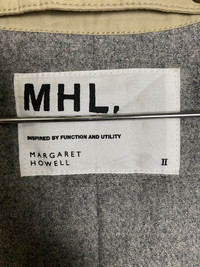 MHL.
INSPIRED BY FUNCTION AND UTILITY
MARGARET
HOWELL
II